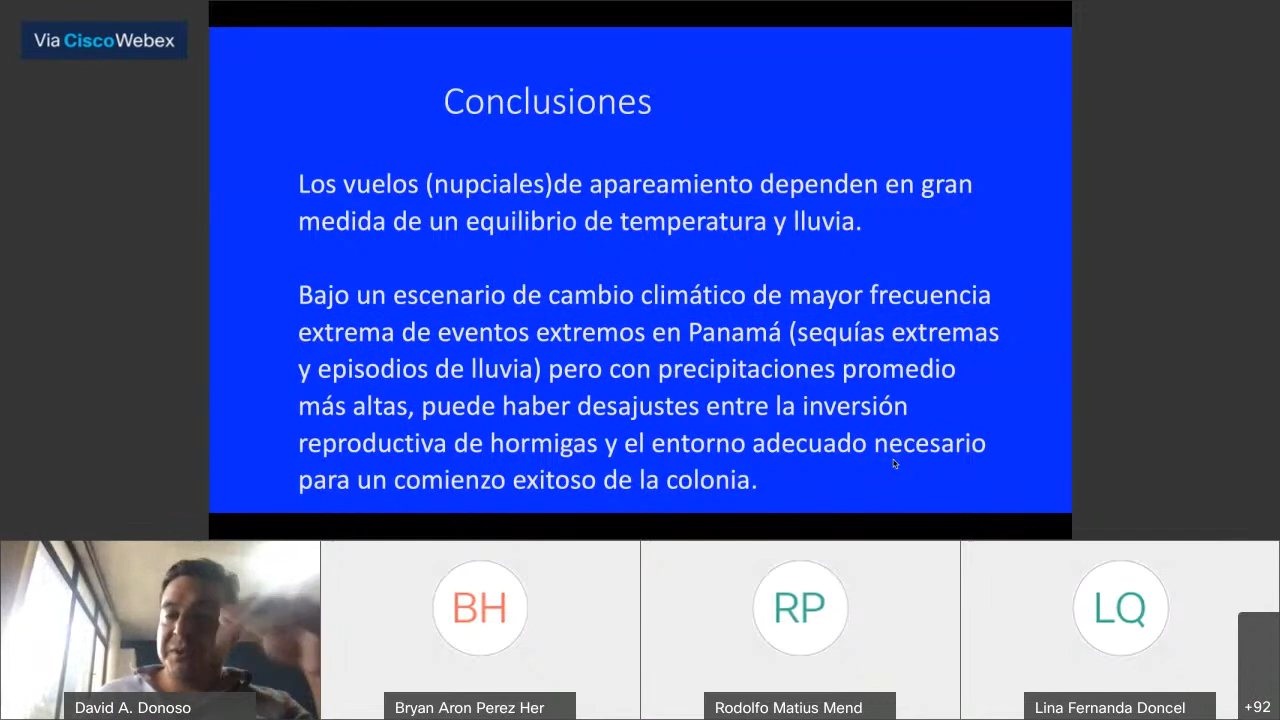 Via CiscoWebex
Conclusiones
Los vuelos (nupciales)de apareamiento dependen en gran
medida de un equilibrio de temperatura y lluvia.
Bajo un escenario de cambio climático de mayor frecuencia
extrema de eventos extremos en Panamá (sequías extremas
y episodios de lluvia) pero con precipitaciones promedio
más altas, puede haber desajustes entre la inversión
reproductiva de hormigas y el entorno adecuado necesario
para un comienzo exitoso de la colonia.
BH
RP
LQ
David A. Donoso
Bryan Aron Perez Her
Rodolfo Matius Mend
Lina Fernanda Doncel
+92